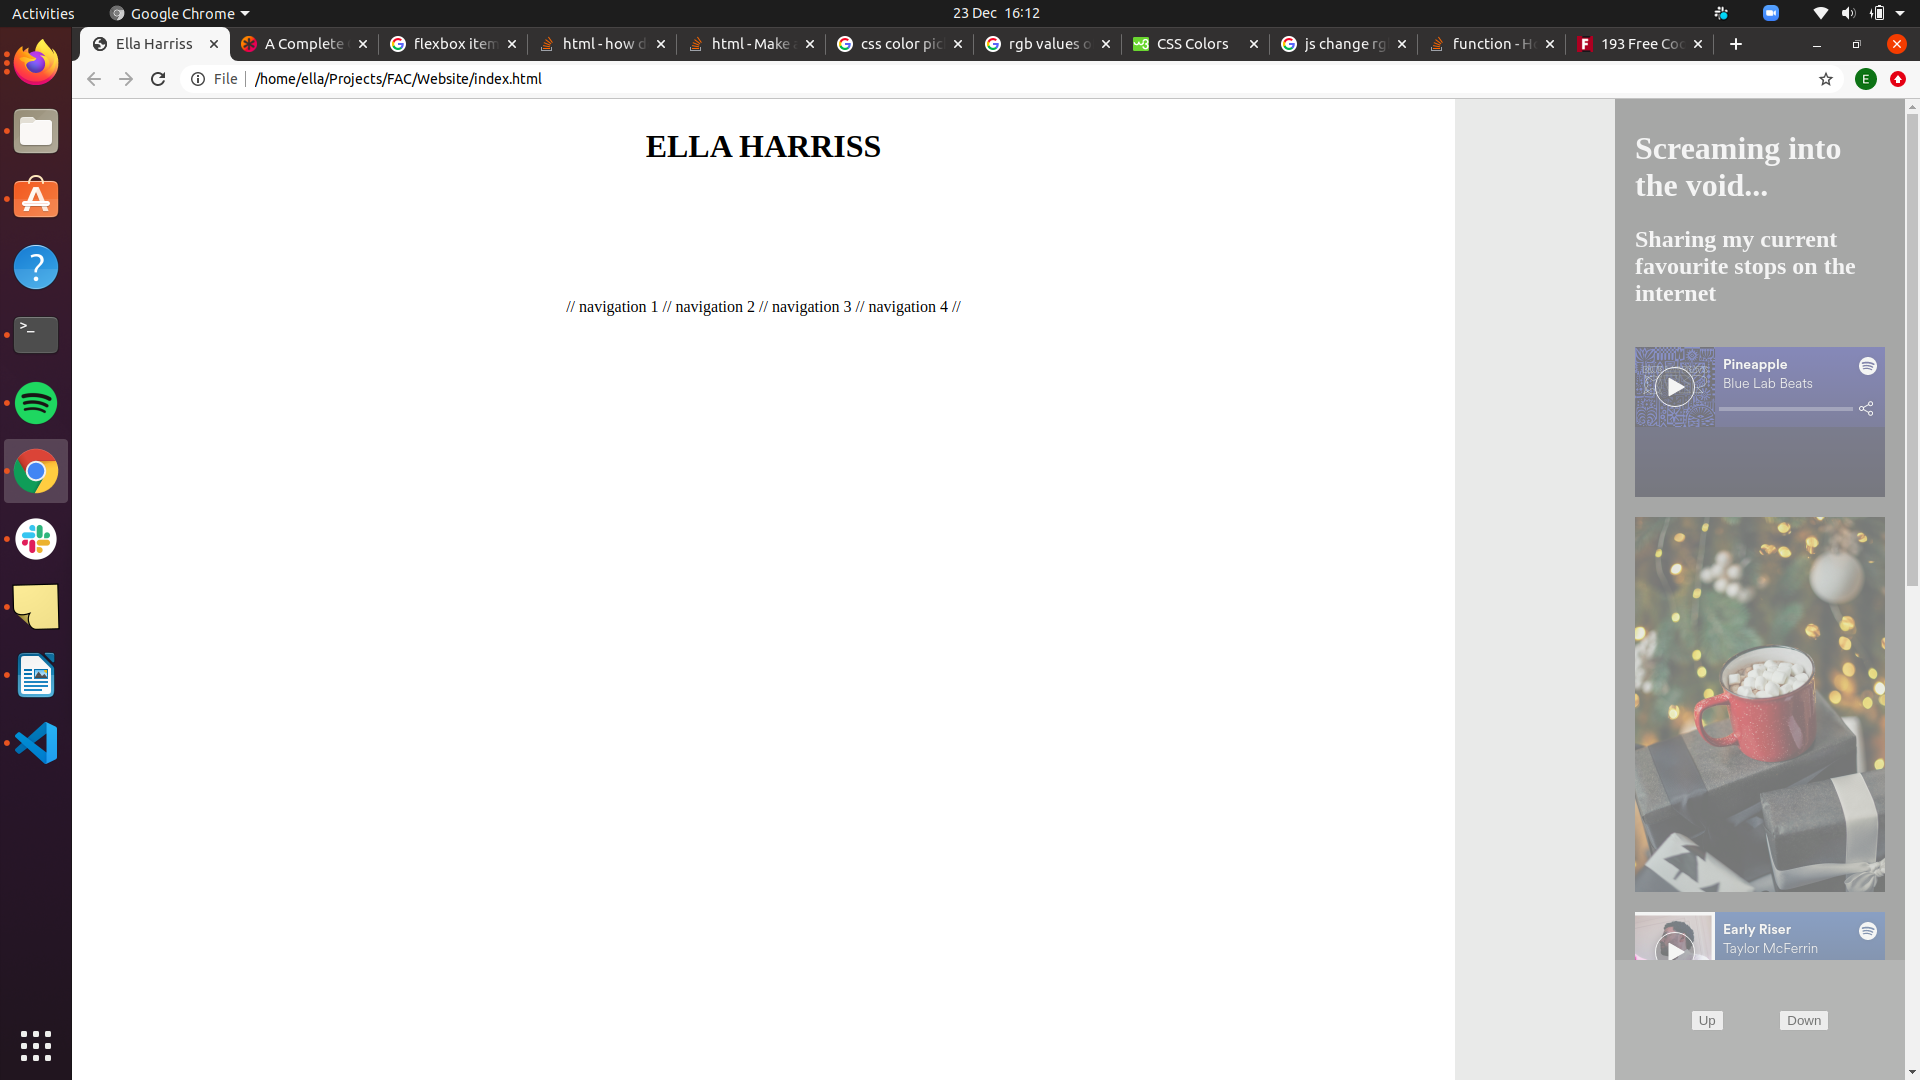 Activities
Google Chrome
23 Dec 16:12
Ella Harriss
A Complete
flexbox item
html - how d
html - Make a
css color pic
rgb values o
CSS Colors
js change rg
function - H
193 Free Co
File
/home/ella/Projects/FAC/Website/index.html
E
ELLA HARRISS
// navigation 1 // navigation 2 // navigation 3 // navigation 4 //
Screaming into
the void...
Sharing my current
favourite stops on the
internet
Pineapple
Blue Lab Beats
Early Riser
Taylor McFerrin
Up
Down